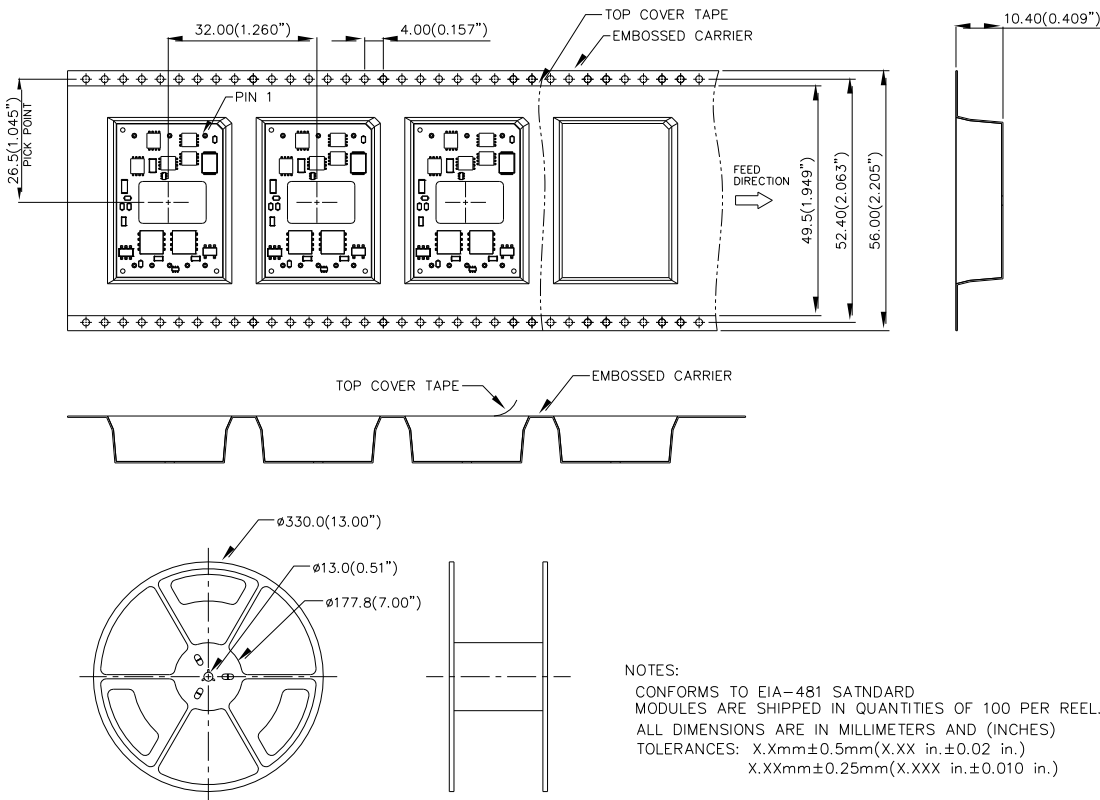 TOP COVER TAPE
EMBOSSED CARRIER
10.40(0.409")
32.00(1.260")
4.00(0.157")
PIN 1
26.5(1.045")
PICK POINT
FEED
DIRECTION
49.5(1.949")
52.40(2.063")
56.00(2.205")
TOP COVER TAPE
EMBOSSED CARRIER
ø330.0(13.00")
ø13.0(0.51")
ø177.8(7.00")
NOTES:
CONFORMS TO EIA-481 SATNDARD
MODULES ARE SHIPPED IN QUANTITIES OF 100 PER REEL.
ALL DIMENSIONS ARE IN MILLIMETERS AND (INCHES)
TOLERANCES: X.Xmm±0.5mm(X.XX in.±0.02 in.)
X.XXmm±0.25mm(X.XXX in.±0.010 in.)